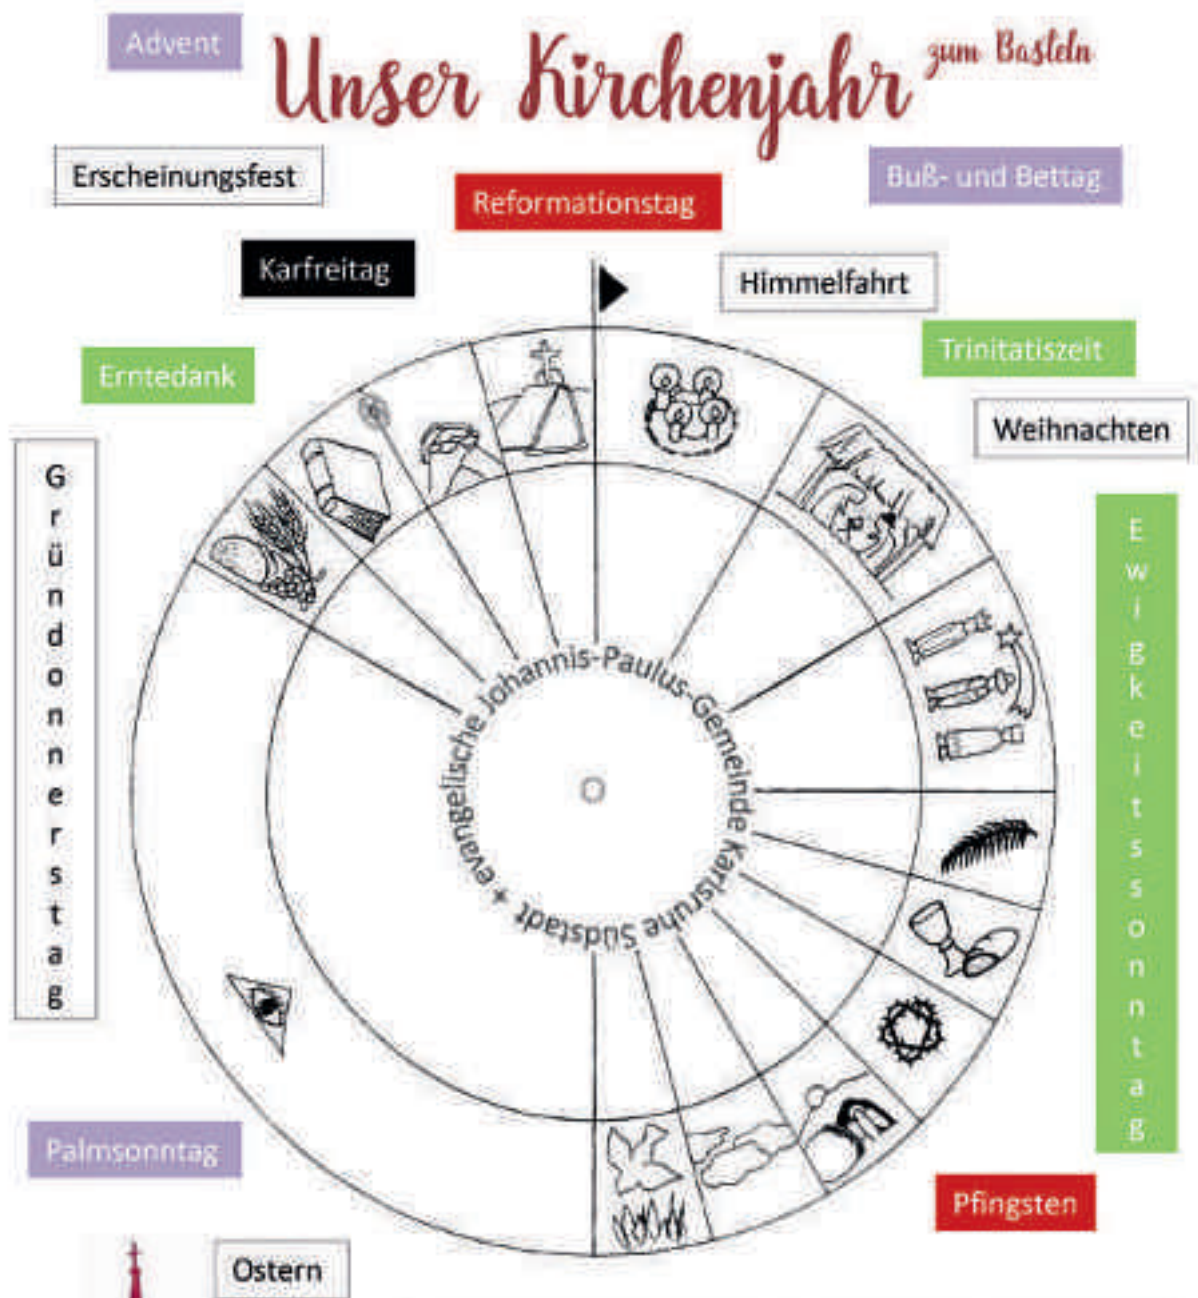 Advent
Unser Kirchenjahr zum Basteln
Erscheinungsfest
Buß- und Bettag
Reformationstag
Karfreitag
Himmelfahrt
Trinitatiszeit
Erntedank
Weihnachten
Gründonnerstag
Ewigkeitssonntag
evangelische Johannis-Paulus-Gemeinde Karlsruhe Südstadt +
Palmsonntag
Pfingsten
Ostern